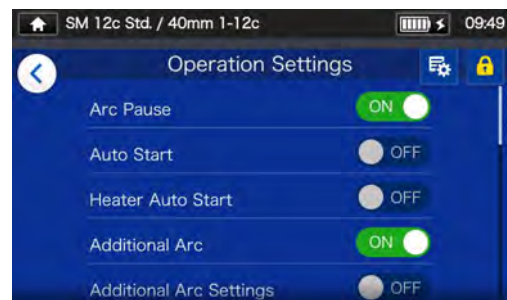 SM 12c Std. / 40mm 1-12c 09:49
Operation Settings
Arc Pause ON
Auto Start OFF
Heater Auto Start OFF
Additional Arc ON
Additional Arc Settings OFF